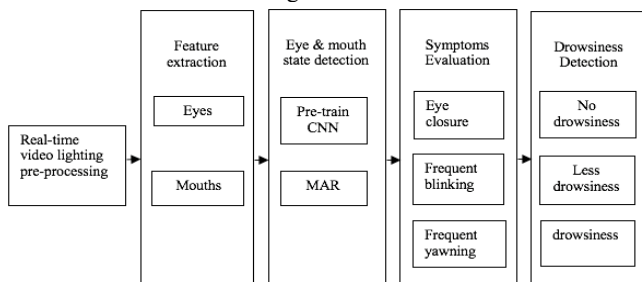 Feature
extraction
Eyes
Mouths
Eye & mouth
state detection
Pre-train
CNN
MAR
Symptoms
Evaluation
Eye
closure
Frequent
blinking
Frequent
yawning
Drowsiness
Detection
No
drowsiness
Less
drowsiness
drowsiness
Real-time
video lighting
pre-processing